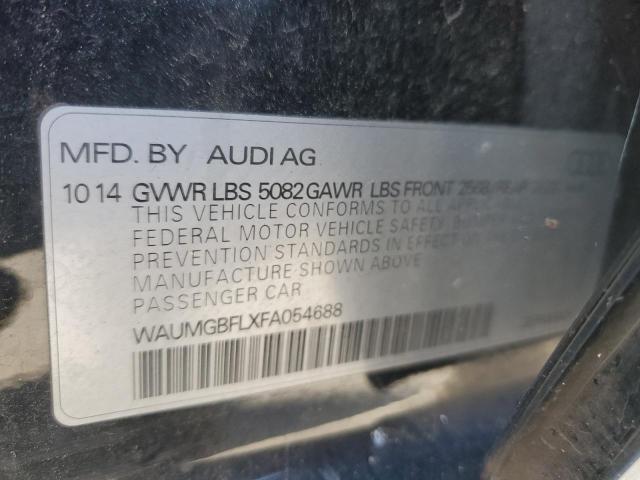 MFD. BY AUDI AG
10 14 GVWR LBS 5082 GAWR LBS FRONT
THIS VEHICLE CONFORMS TO ALL
FEDERAL MOTOR VEHICLE SAFETY,
PREVENTION STANDARDS IN EFFECT
MANUFACTURE SHOWN ABOVE
PASSENGER CAR
WAUMGBFLXFA054688